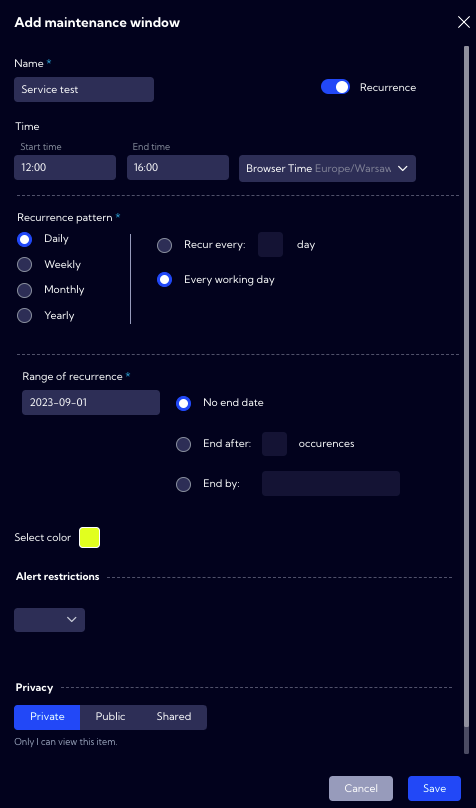 Add maintenance window
Name *
Service test
Recurrence
Time
Start time
End time
12:00
16:00
Browser Time Europe/Warsaw
Recurrence pattern *
Daily
Weekly
Monthly
Yearly
Recur every:
day
Every working day
Range of recurrence *
2023-09-01
No end date
End after:
occurences
End by:
Select color
Alert restrictions
Privacy
Private
Public
Shared
Only I can view this item.
Cancel
Save